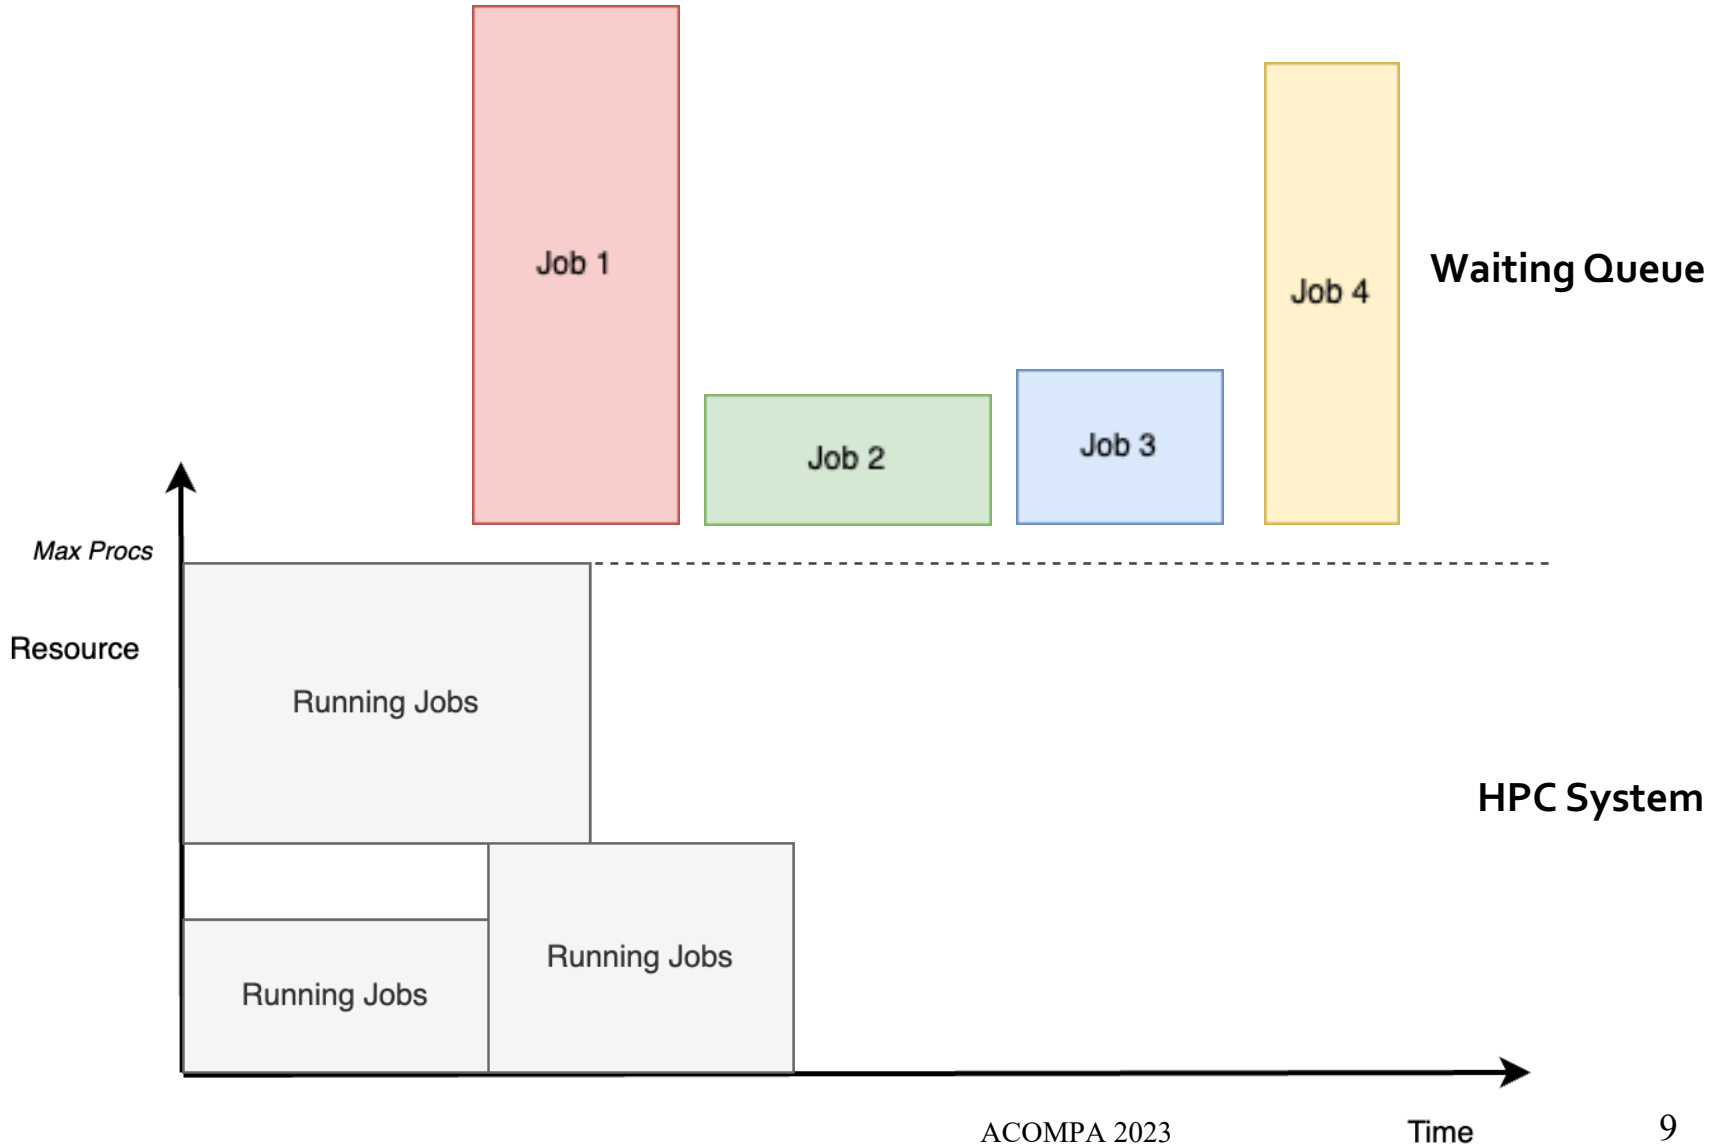 Job 1
Job 2
Job 3
Job 4
Waiting Queue
Max Procs
Resource
Running Jobs
HPC System
Running Jobs
Running Jobs
ACOMPA 2023
Time
9